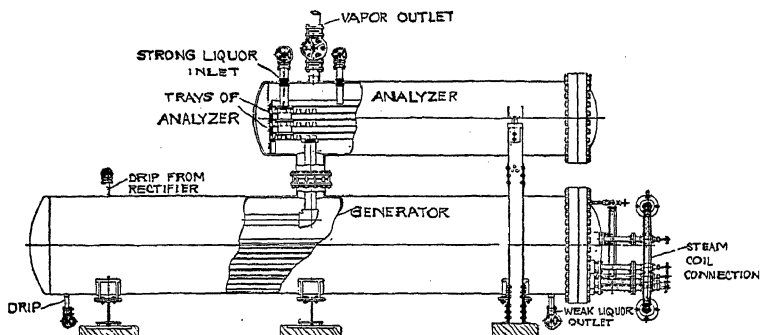 VAPOR OUTLET
STRONG LIQUOR
INLET
TRAYS OF
ANALYZER
ANALYZER
DRIP FROM
RECTIFIER
GENERATOR
STEAM
COIL
CONNECTION
DRIP
WEAK LIQUOR
OUTLET